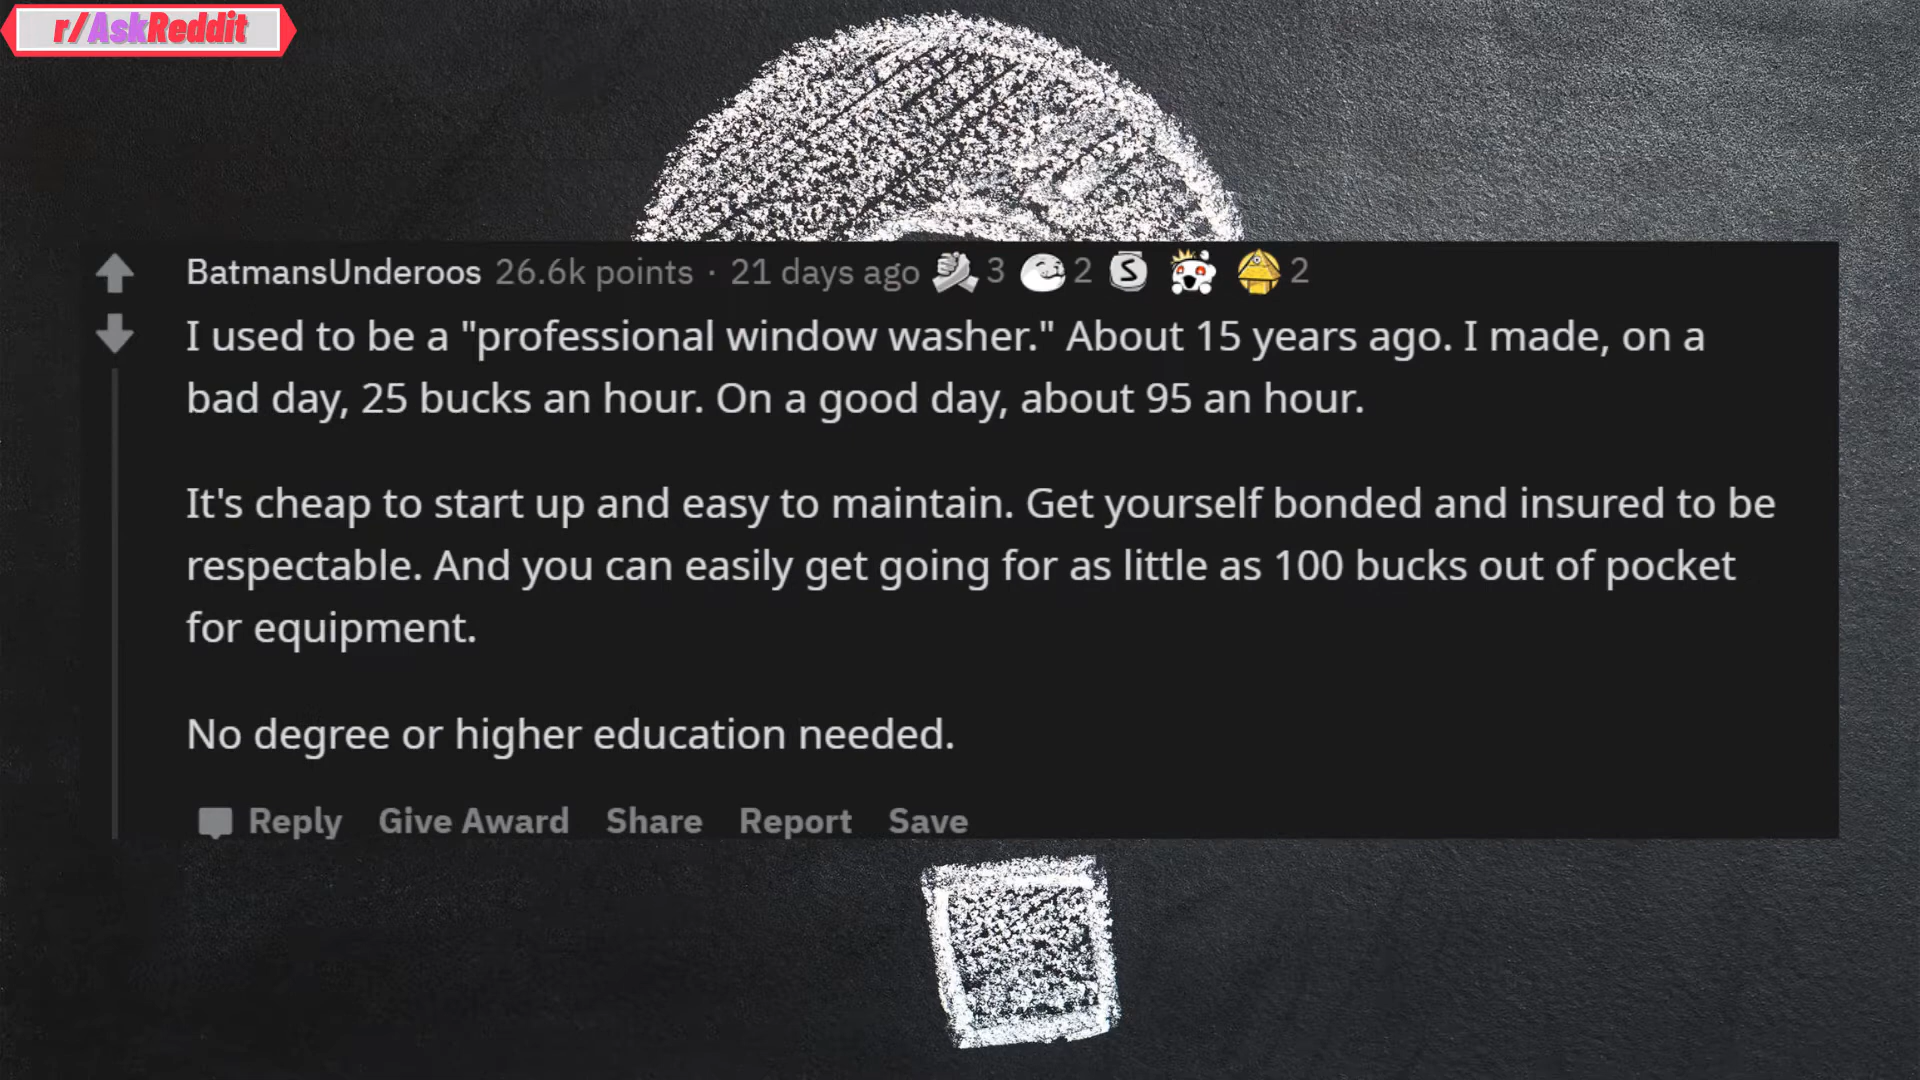 r/AskReddit
BatmansUnderoos 26.6k points · 21 days ago 3 2 S 2
I used to be a "professional window washer." About 15 years ago. I made, on a
bad day, 25 bucks an hour. On a good day, about 95 an hour.
It's cheap to start up and easy to maintain. Get yourself bonded and insured to be
respectable. And you can easily get going for as little as 100 bucks out of pocket
for equipment.
No degree or higher education needed.
Reply Give Award Share Report Save